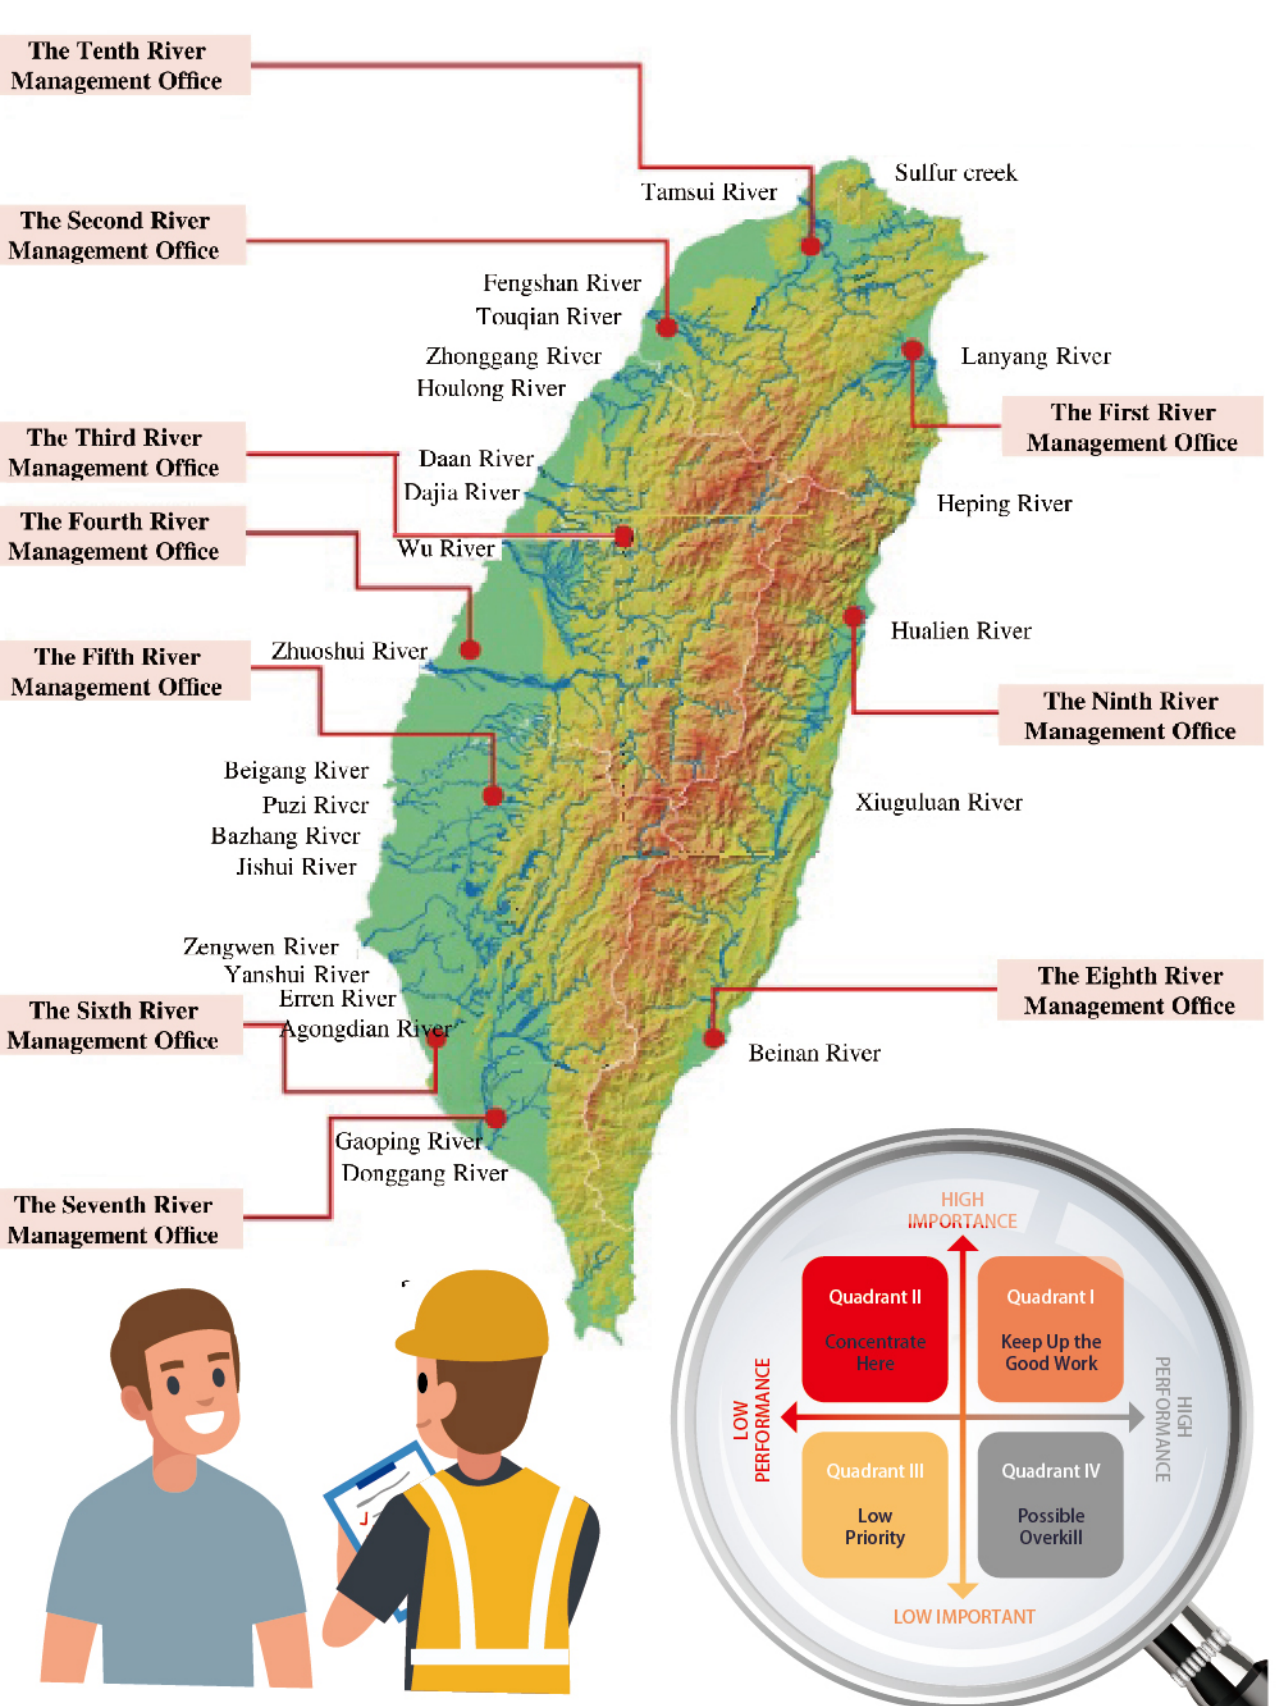 The Tenth River
Management Office
Sulfur creek
Tamsui River
The Second River
Management Office
Fengshan River
Touqian River
Zhonggang River
Houlong River
Lanyang River
The First River
Management Office
The Third River
Management Office
Daan River
Dajia River
Heping River
The Fourth River
Management Office
Wu River
Hualien River
Zhuoshui River
The Fifth River
Management Office
The Ninth River
Management Office
Beigang River
Puzi River
Bazhang River
Jishui River
Xiuguluan River
Zengwen River
Yanshui River
Erren River
Agongdian River
The Sixth River
Management Office
The Eighth River
Management Office
Beinan River
Gaoping River
Donggang River
The Seventh River
Management Office
HIGH
IMPORTANCE
Quadrant II
Concentrate
Here
Quadrant I
Keep Up the
Good Work
LOW
PERFORMANCE
HIGH
PERFORMANCE
Quadrant III
Low
Priority
Quadrant IV
Possible
Overkill
LOW IMPORTANT